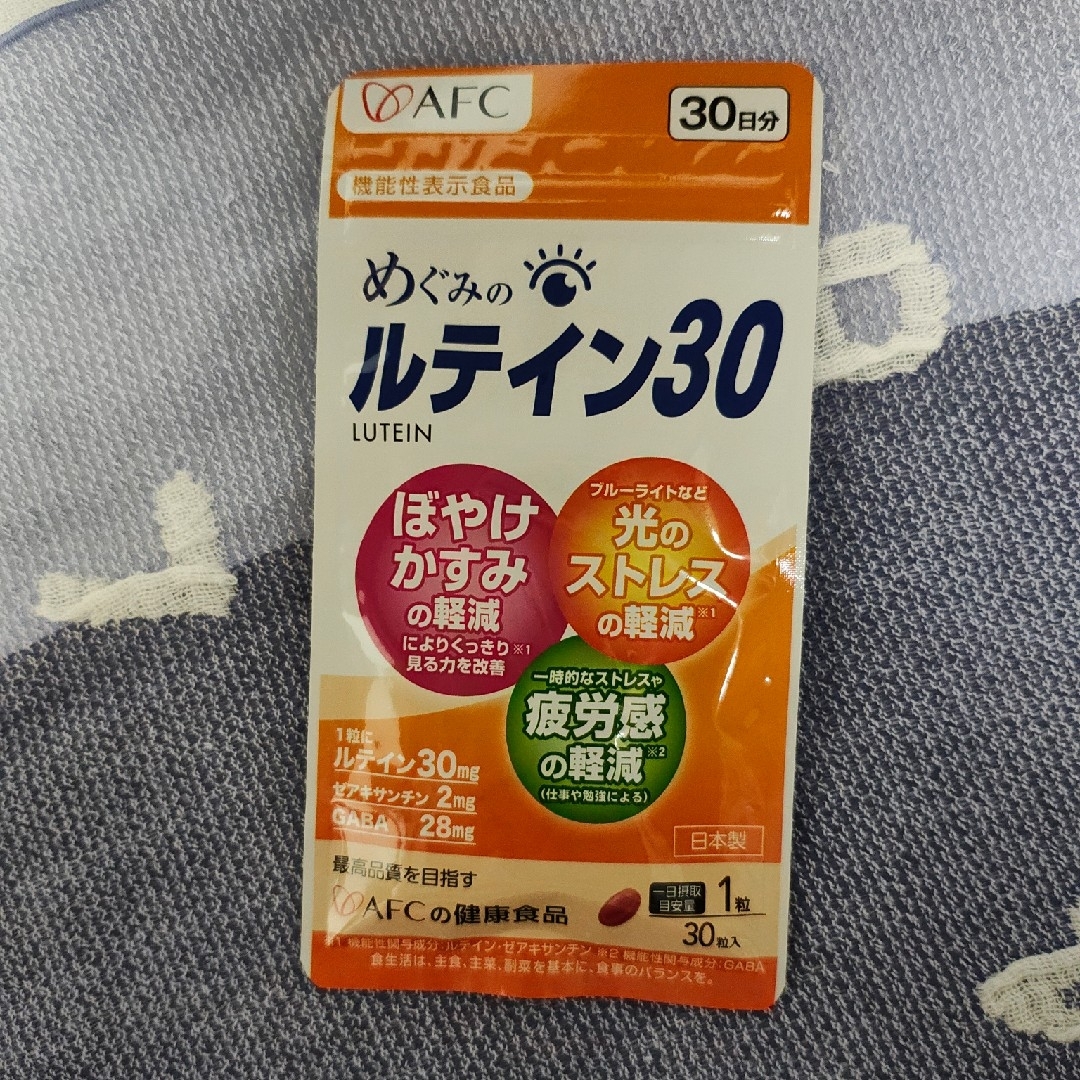 AFC
30日分
機能性表示食品
めぐみの
ルテイン30
LUTEIN
ぼやけ
かすみ
の軽減
によりくっきり※1
見る力を改善
ブルーライトなど
光の
ストレス
の軽減※1
一時的なストレスや
疲労感
の軽減※2
(仕事や勉強による)
1粒に
ルテイン30mg
ゼアキサンチン 2mg
GABA 28mg
日本製
最高品質を目指す
AFCの健康食品
一日摂取
目安量
1粒
30粒入
1 機能性関与成分:ルテイン・ゼアキサンチン ※2 機能性関与成分:GABA
食生活は、主食、主菜、副菜を基本に、食事のバランスを。